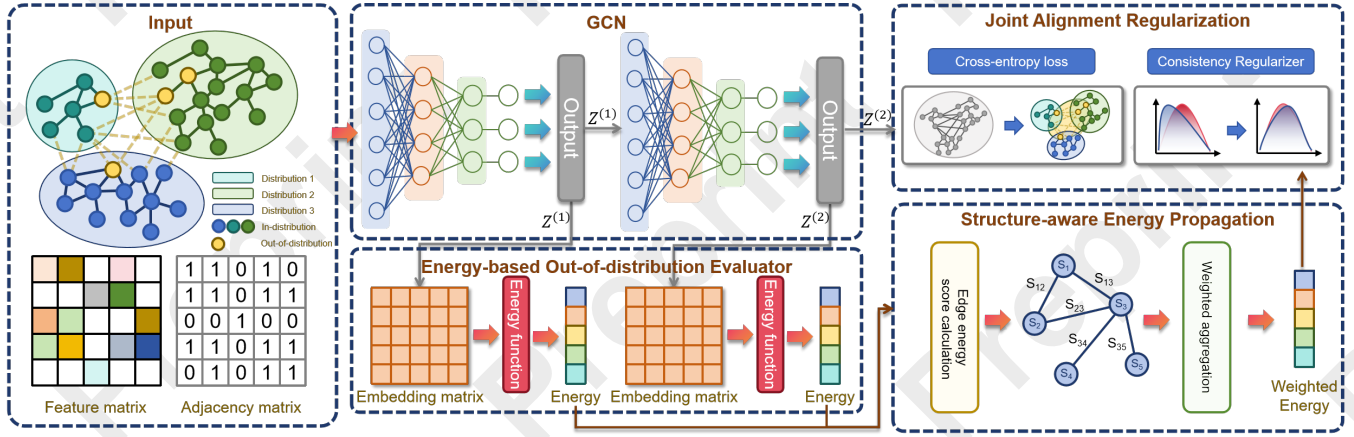 Input
Distribution 1
Distribution 2
Distribution 3
In-distribution
Out-of-distribution
1 1 0 1 0
1 1 0 1 1
0 0 1 0 0
1 1 0 1 1
0 1 0 1 1
Feature matrix
Adjacency matrix
GCN
Output
Z(1)
Z(1)
Output
Z(2)
Z(2)
Energy-based Out-of-distribution Evaluator
Energy function
Embedding matrix
Energy
Energy function
Embedding matrix
Energy
Joint Alignment Regularization
Cross-entropy loss
Consistency Regularizer
Structure-aware Energy Propagation
Edge energy
score calculation
S1
S12
S13
S2
S23
S3
S34
S35
S4
S5
Weighted aggregation
Weighted
Energy
Preprint